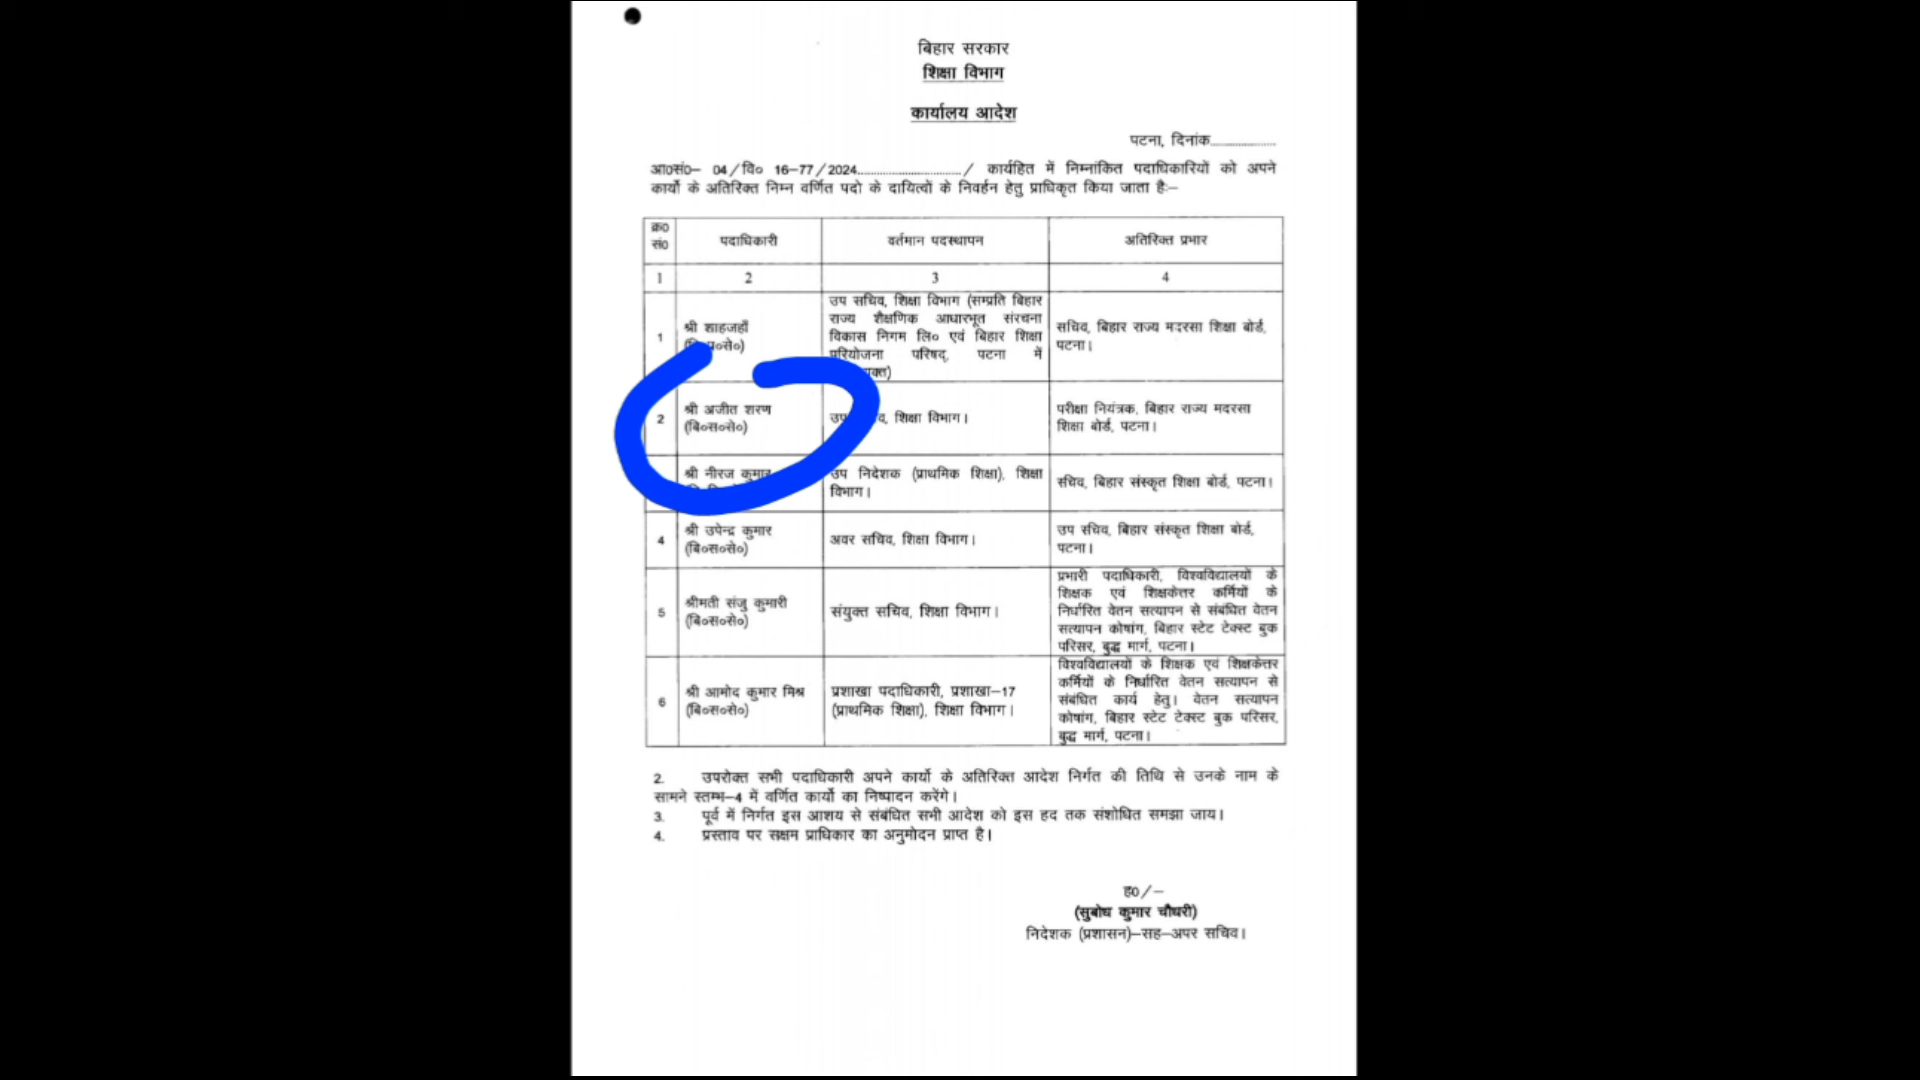 बिहार सरकार
शिक्षा विभाग
कार्यालय आदेश
पटना, दिनांक....................
आ0सं0– 04/वि० 16-77/2024............................../ कार्यहित में निम्नांकित पदाधिकारियों को अपने
कार्यो के अतिरिक्त निम्न वर्णित पदो के दायित्वों के निवर्हन हेतु प्राधिकृत किया जाता हैः–
क्र0
सं0
पदाधिकारी
वर्तमान पदस्थापन
अतिरिक्त प्रभार
1 2 3 4
1
श्री शाहजहाँ
उप सचिव, शिक्षा विभाग (सम्प्रति बिहार
राज्य शैक्षणिक आधारभूत संरचना
विकास निगम लि० एवं बिहार शिक्षा
परियोजना परिषद्, पटना में
सचिव, बिहार राज्य मदरसा शिक्षा बोर्ड,
पटना।
2
श्री अजीत शरण
(बि०स०से०)
शिक्षा विभाग।
परीक्षा नियंत्रक, बिहार राज्य मदरसा
शिक्षा बोर्ड, पटना।
श्री नीरज कुमार
उप निदेशक (प्राथमिक शिक्षा), शिक्षा
विभाग।
सचिव, बिहार संस्कृत शिक्षा बोर्ड, पटना।
4
श्री उपेन्द्र कुमार
(बि०स०से०)
अवर सचिव, शिक्षा विभाग।
उप सचिव, बिहार संस्कृत शिक्षा बोर्ड,
पटना।
5
श्रीमती संजु कुमारी
(बि०स०से०)
संयुक्त सचिव, शिक्षा विभाग।
प्रभारी पदाधिकारी, विश्वविद्यालयों के
शिक्षक एवं शिक्षकेत्तर कर्मियों के
निर्धारित वेतन सत्यापन से संबंधित वेतन
सत्यापन कोषांग, बिहार स्टेट टेक्स्ट बुक
परिसर, बुद्ध मार्ग, पटना।
6
श्री आमोद कुमार मिश्र
(बि०स०से०)
प्रशाखा पदाधिकारी, प्रशाखा–17
(प्राथमिक शिक्षा), शिक्षा विभाग।
विश्वविद्यालयों के शिक्षक एवं शिक्षकेत्तर
कर्मियों के निर्धारित वेतन सत्यापन से
संबंधित कार्य हेतु। वेतन सत्यापन
कोषांग, बिहार स्टेट टेक्स्ट बुक परिसर,
बुद्ध मार्ग, पटना।
2. उपरोक्त सभी पदाधिकारी अपने कार्यो के अतिरिक्त आदेश निर्गत की तिथि से उनके नाम के
सामने स्तम्भ–4 में वर्णित कार्यो का निष्पादन करेंगे।
3. पूर्व में निर्गत इस आशय से संबंधित सभी आदेश को इस हद तक संशोधित समझा जाय।
4. प्रस्ताव पर सक्षम प्राधिकार का अनुमोदन प्राप्त है।
ह0/–
(सुबोध कुमार चौधरी)
निदेशक (प्रशासन)–सह–अपर सचिव।